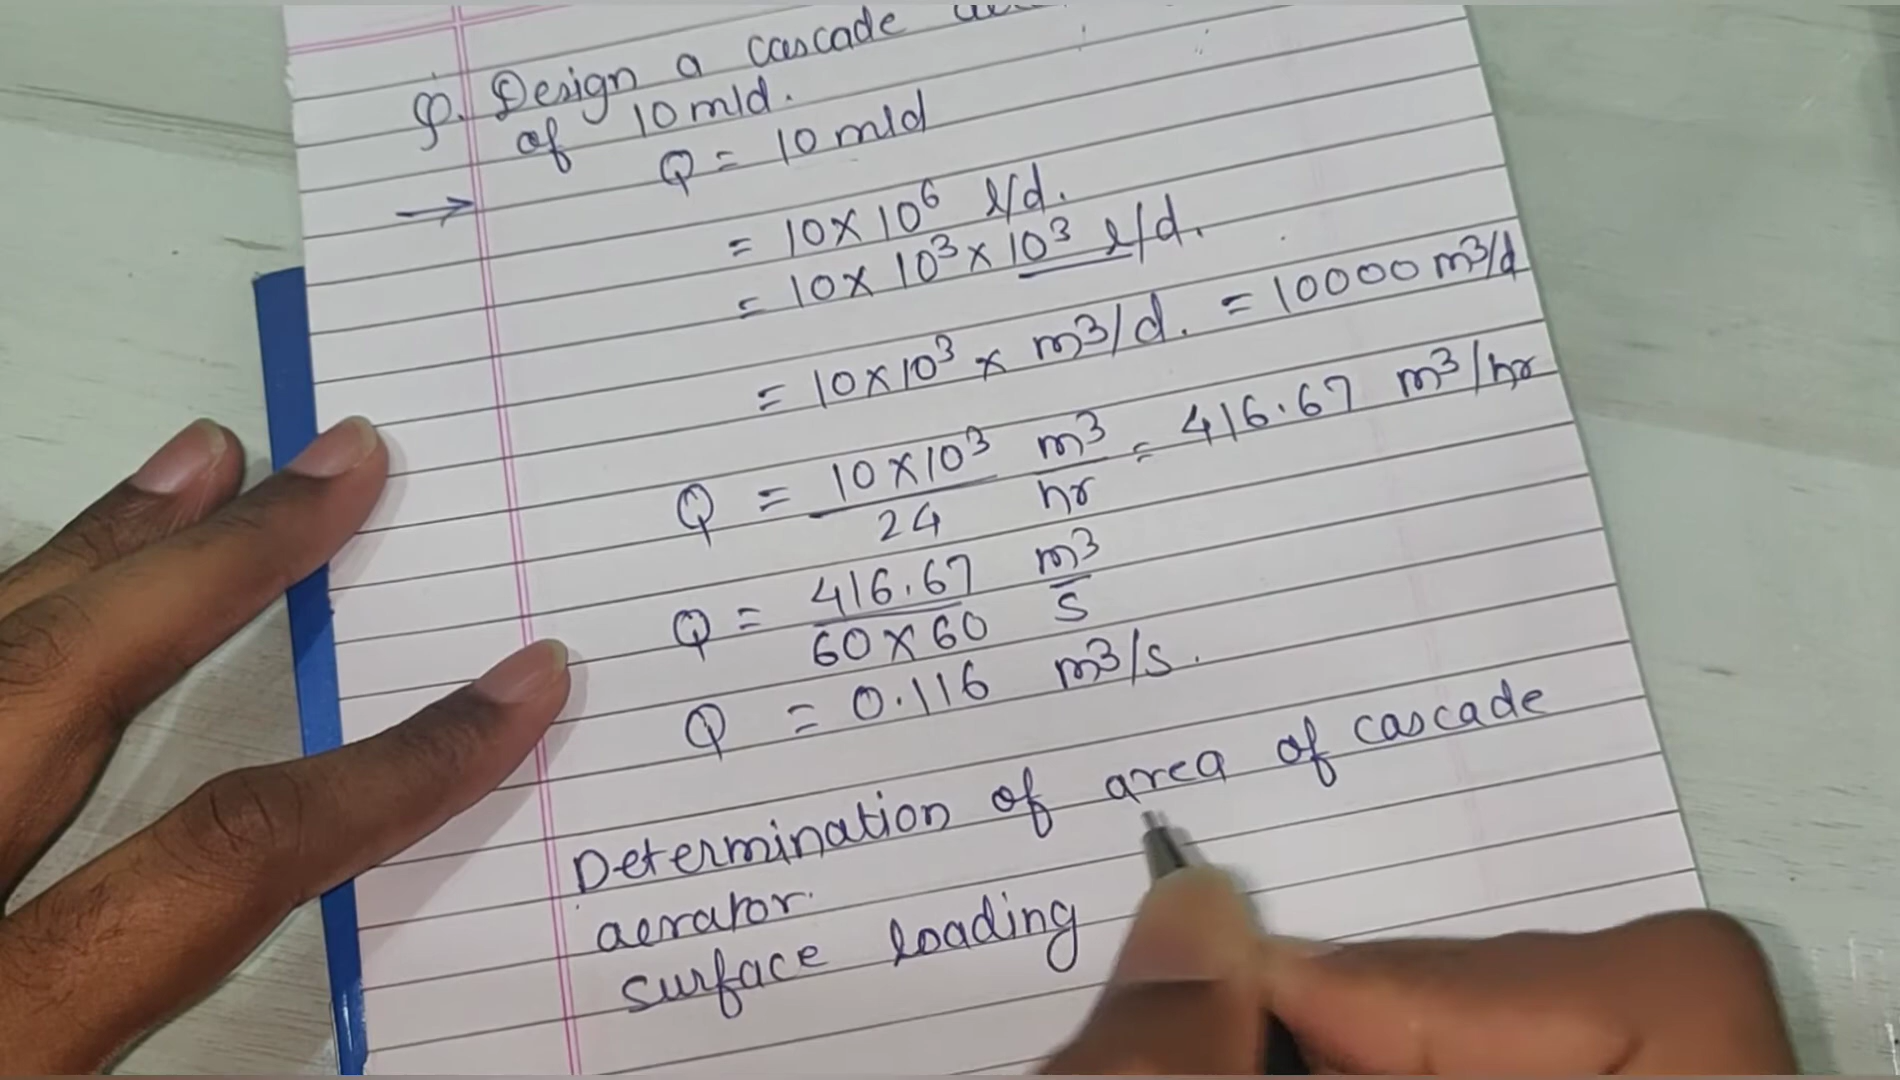 Q. Design a cascade
of 10 mld.
→ Q = 10 mld
= 10 × 10⁶ l/d.
= 10 × 10³ × 10³ l/d.
= 10 × 10³ × m³/d. = 10000 m³/d
Q = 10 × 10³ / 24 m³/hr = 416.67 m³/hr
Q = 416.67 / 60 × 60 m³/s
Q = 0.116 m³/s.
Determination of area of cascade
aerator.
surface loading